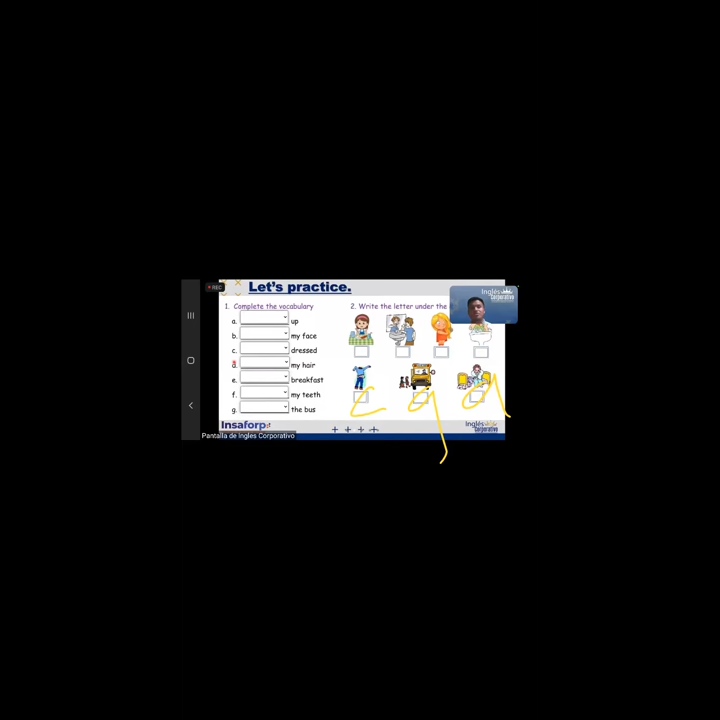 REC
Let's practice.
1. Complete the vocabulary
a. up
b. my face
c. dressed
d. my hair
e. breakfast
f. my teeth
g. the bus
2. Write the letter under the
Inglés
Corporativo
c g a
Insaforp
Inglés
Corporativo
Pantalla de Ingles Corporativo